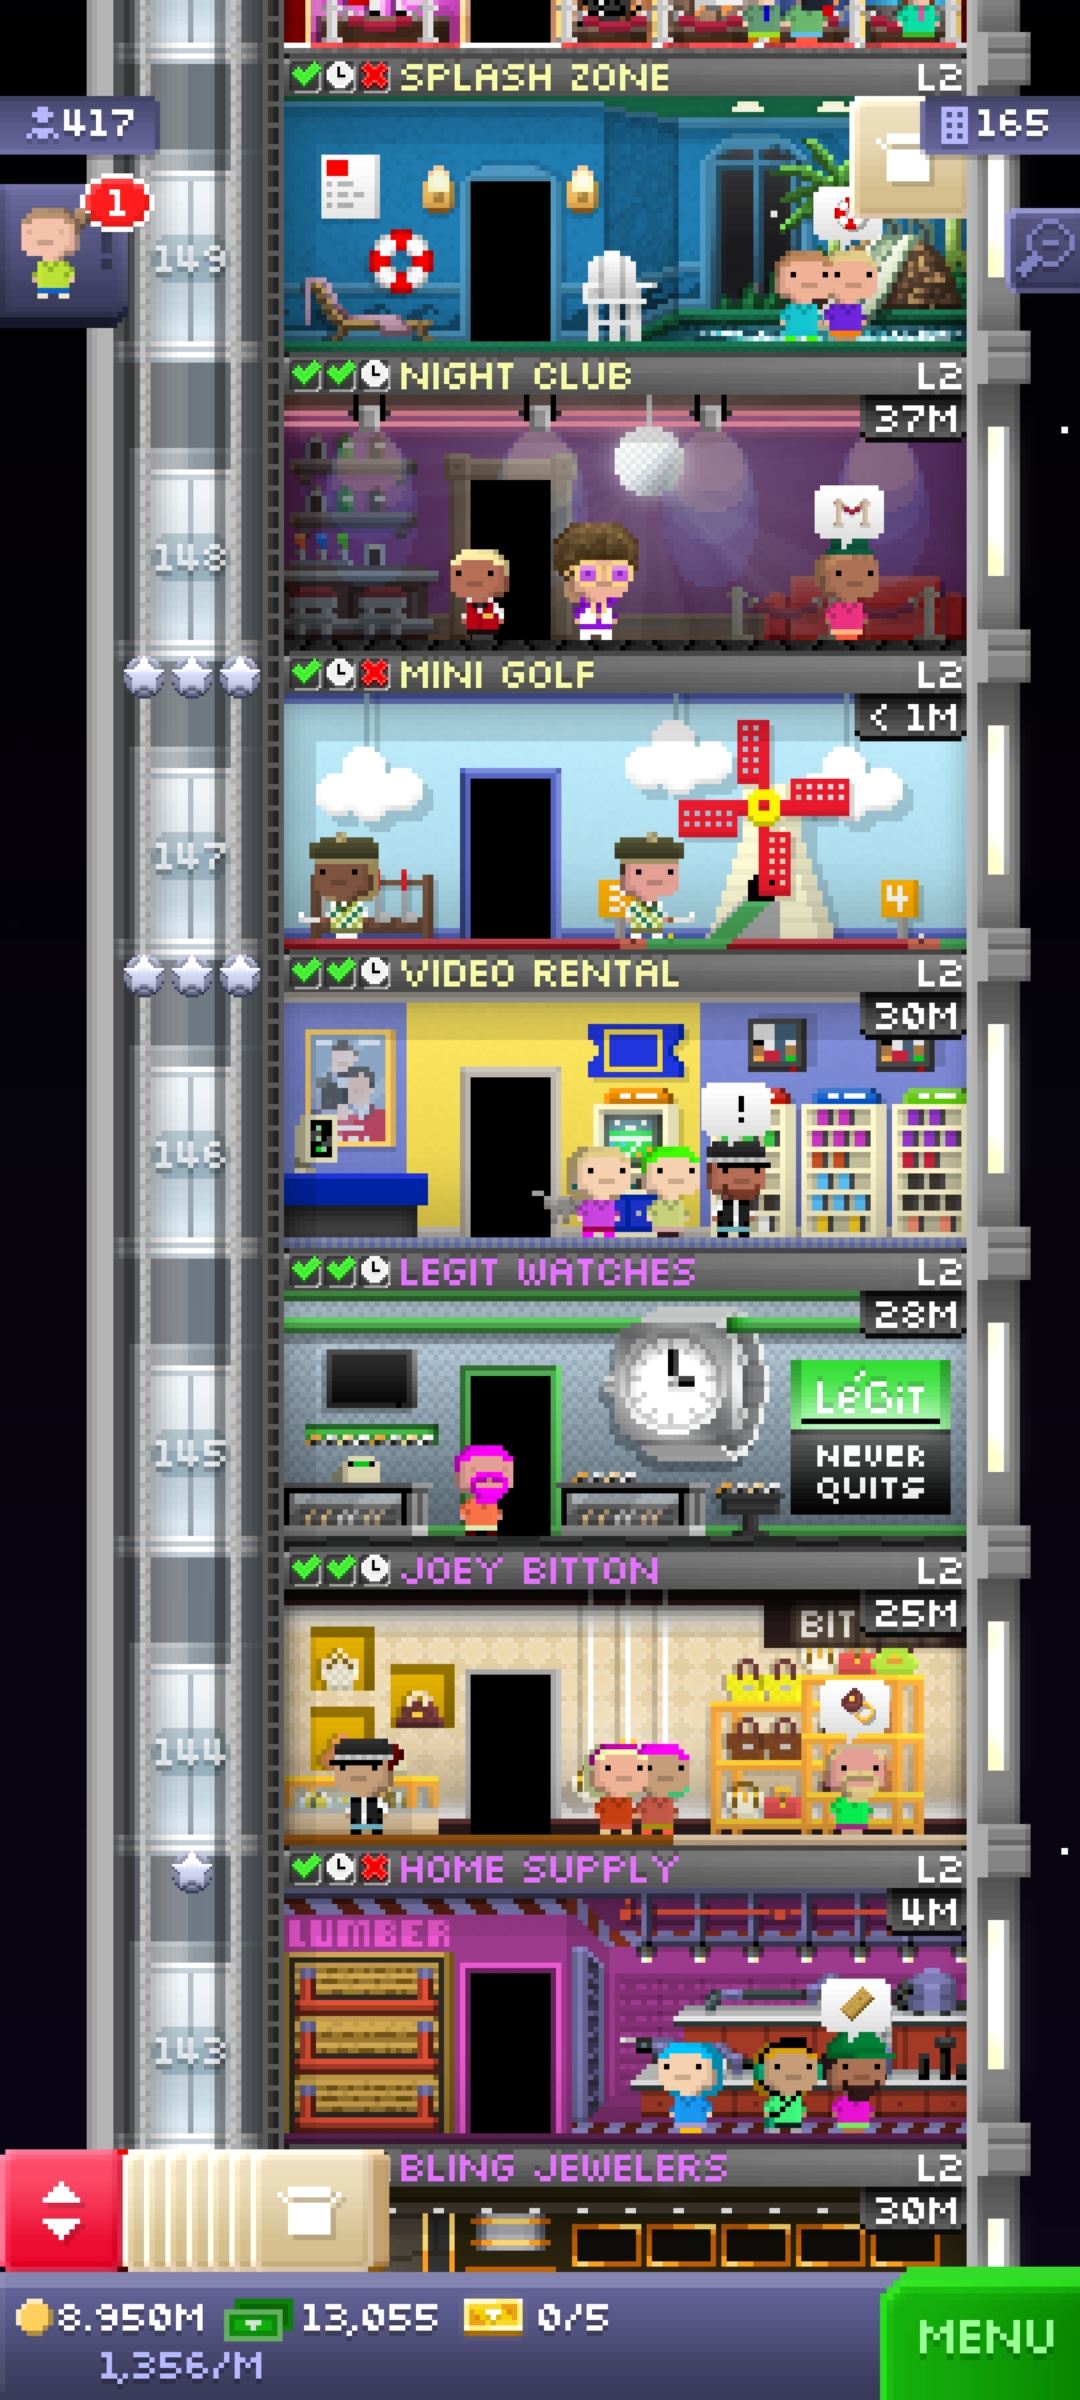 SPLASH ZONE L2
417
165
1
149
NIGHT CLUB L2
37M
148
MINI GOLF L2
< 1M
147
3
4
VIDEO RENTAL L2
30M
!
146
LEGIT WATCHES L2
28M
LéGiT
NEVER
QUITS
145
JOEY BITTON L2
BIT
25M
144
HOME SUPPLY L2
4M
LUMBER
143
BLING JEWELERS L2
30M
8.950M 13,055 0/5
1,356/M
MENU